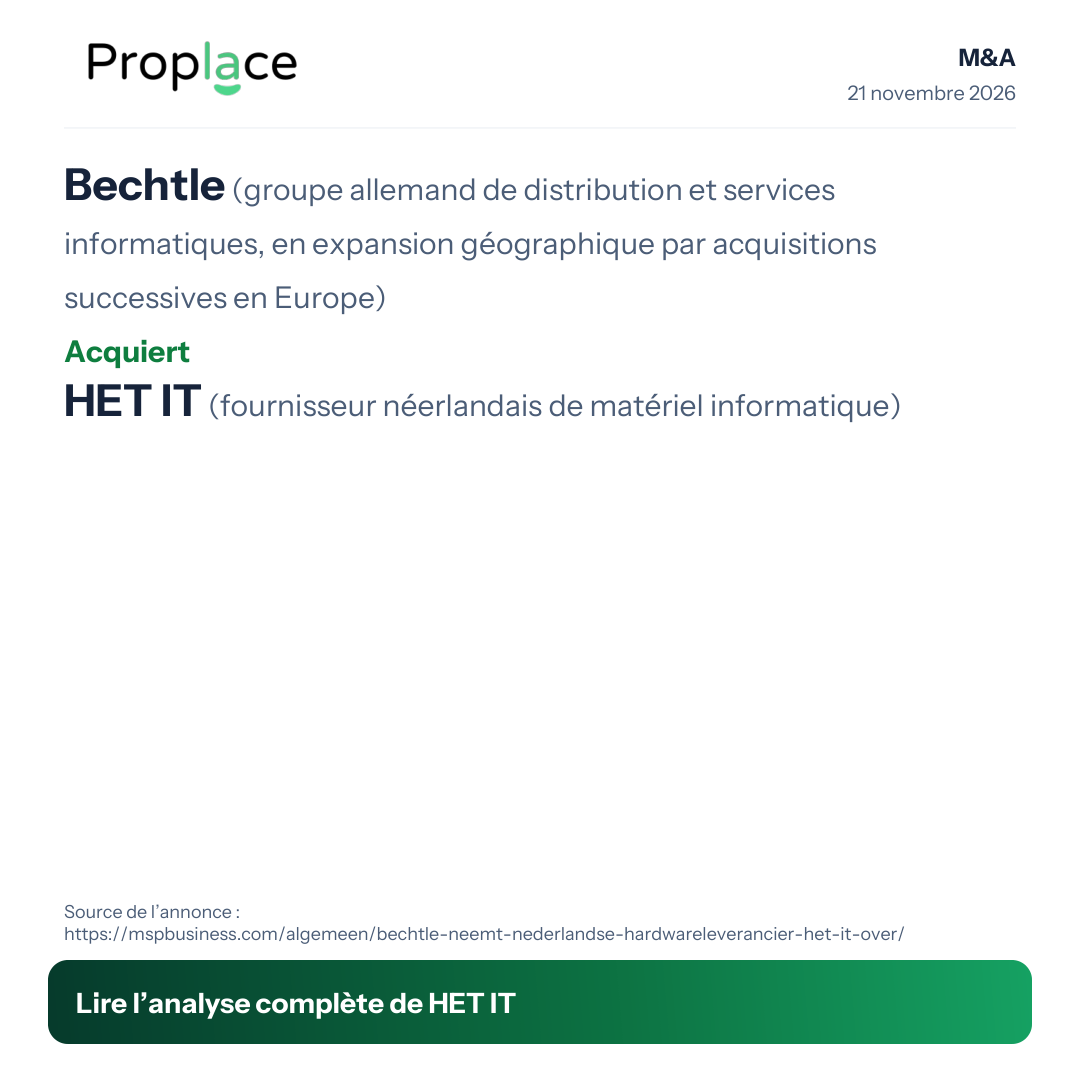 Proplace
M&A
21 novembre 2026
Bechtle (groupe allemand de distribution et services
informatiques, en expansion géographique par acquisitions
successives en Europe)
Acquiert
HET IT (fournisseur néerlandais de matériel informatique)
Source de l’annonce :
https://mspbusiness.com/algemeen/bechtle-neemt-nederlandse-hardwareleverancier-het-it-over/
Lire l’analyse complète de HET IT